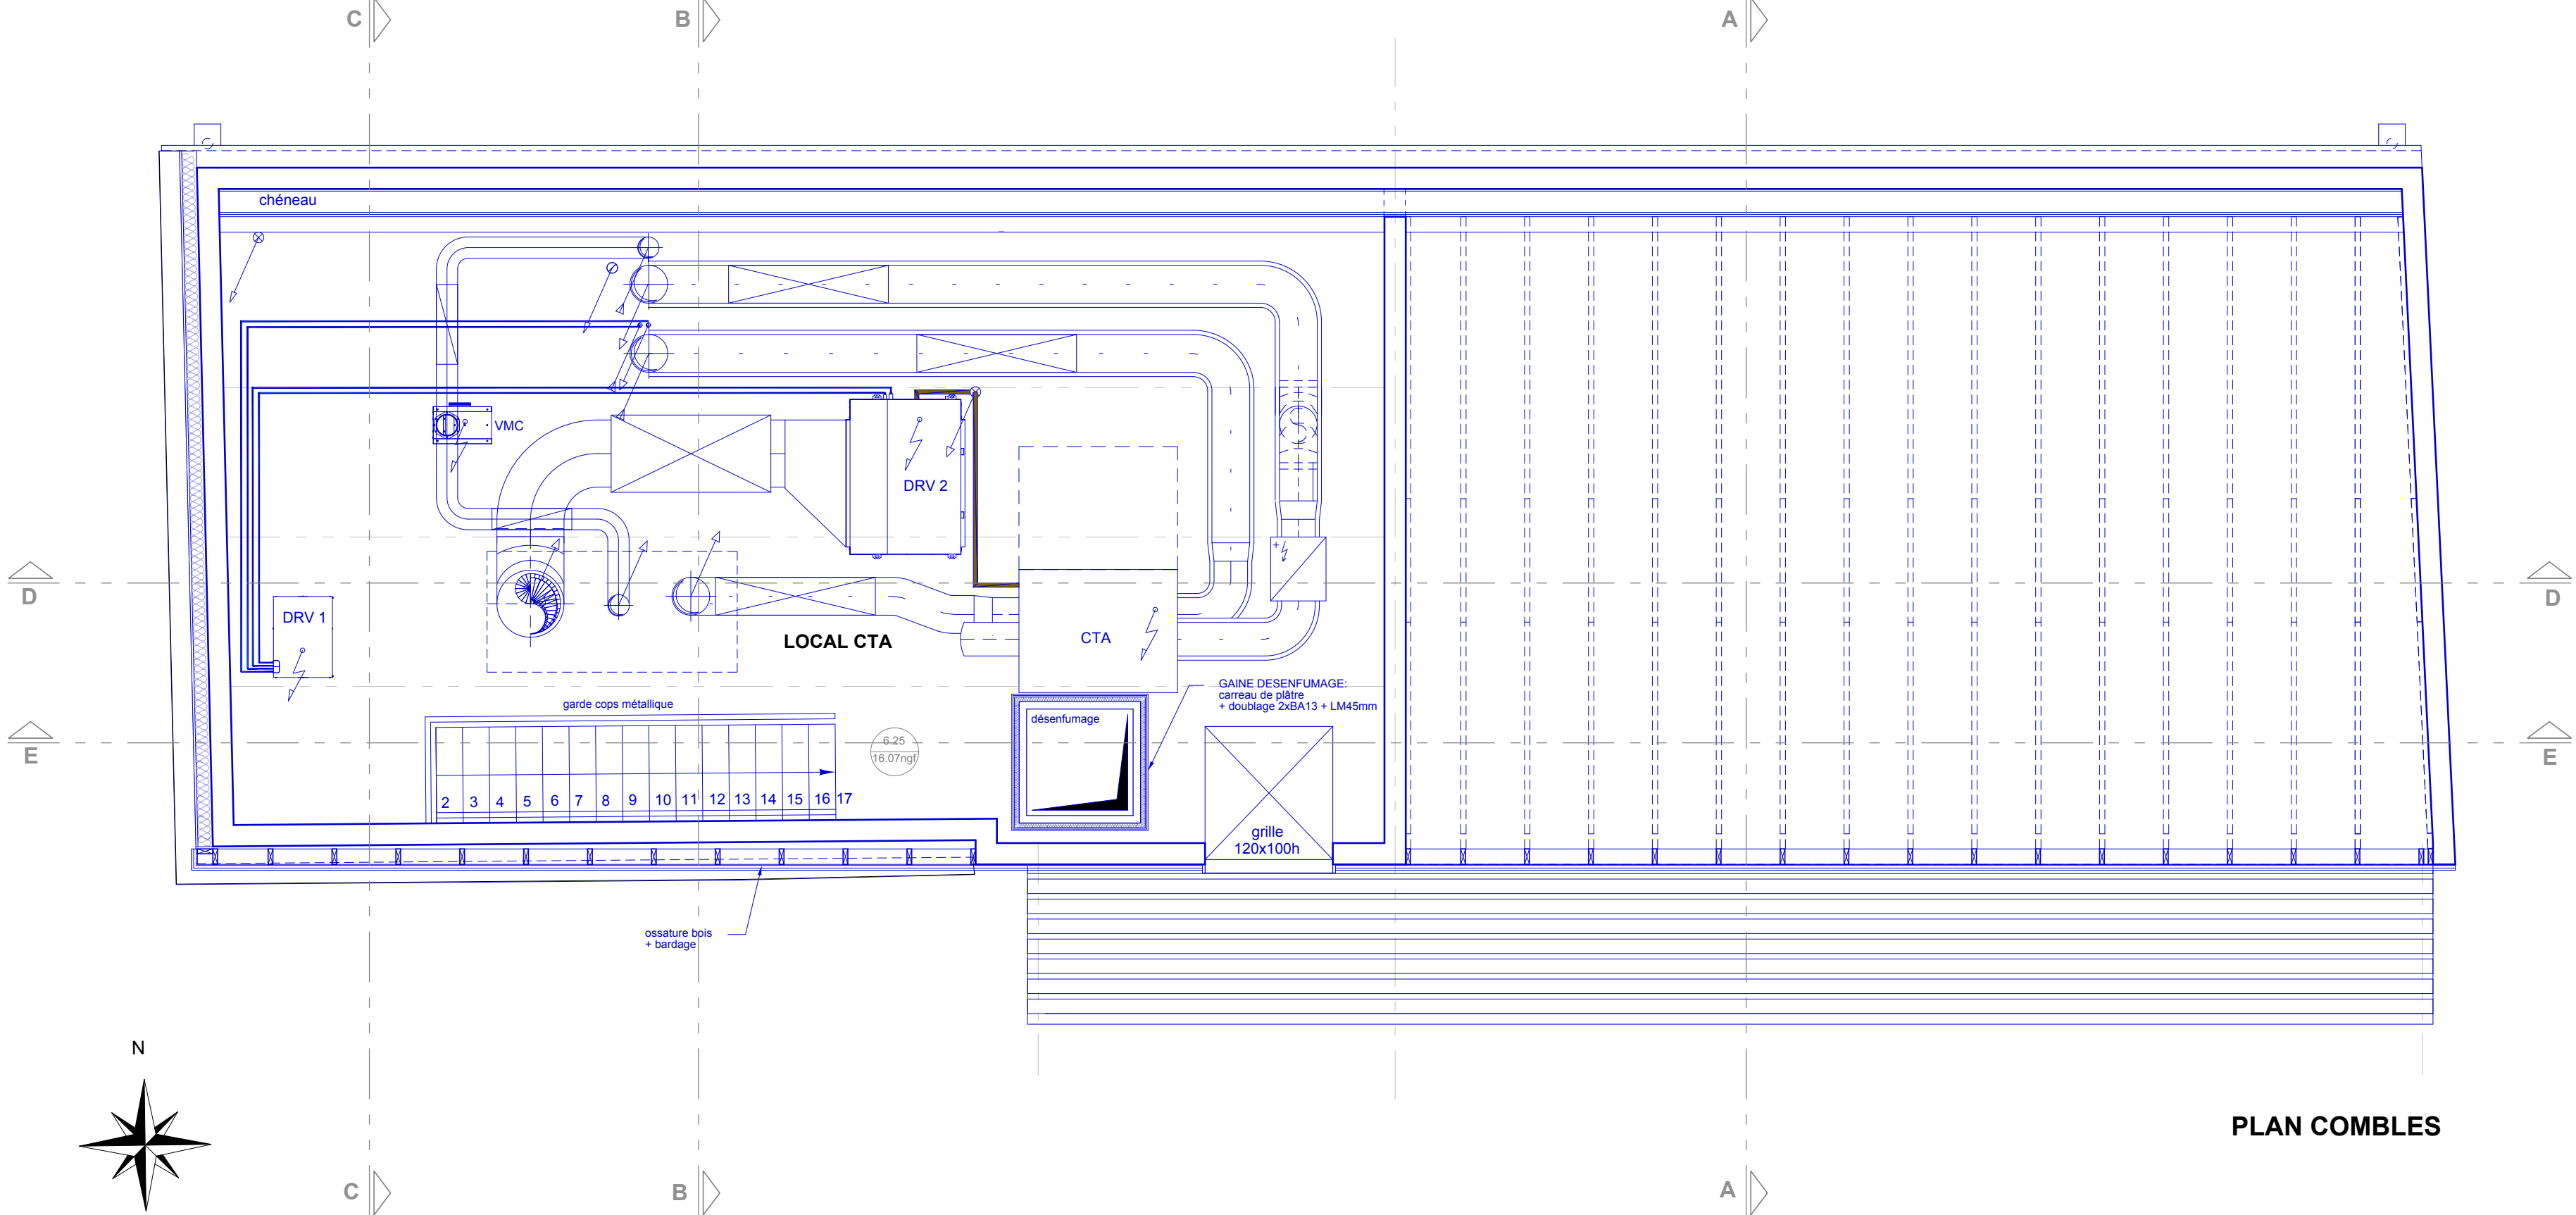 C
B
A
chéneau
VMC
DRV 2
D
D
DRV 1
LOCAL CTA
CTA
GAINE DESENFUMAGE:
carreau de plâtre
+ doublage 2xBA13 + LM45mm
garde cops métallique
désenfumage
6.25
16.07ngf
E
E
2 3 4 5 6 7 8 9 10 11 12 13 14 15 16 17
grille
120x100h
ossature bois
+ bardage
N
PLAN COMBLES
C
B
A